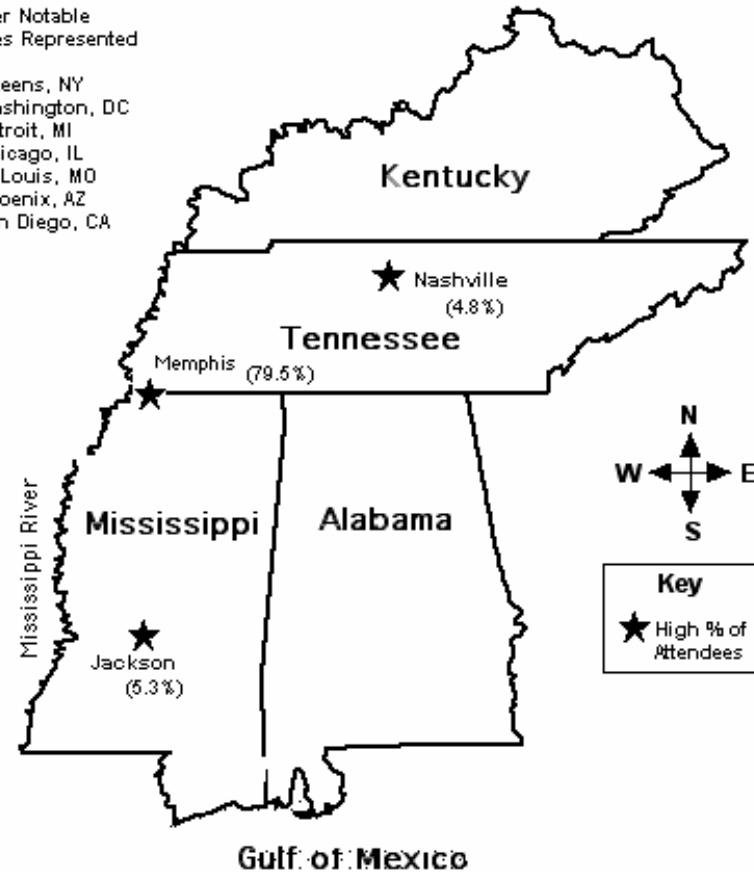 er Notable
es Represented
eens, NY
shington, DC
troit, MI
icago, IL
Louis, MO
oenix, AZ
n Diego, CA
Kentucky
Nashville
(4.8%)
Tennessee
Memphis (79.5%)
N
W E
S
Mississippi River
Mississippi
Alabama
Key
High % of
Attendees
Jackson
(5.3%)
Gulf of Mexico